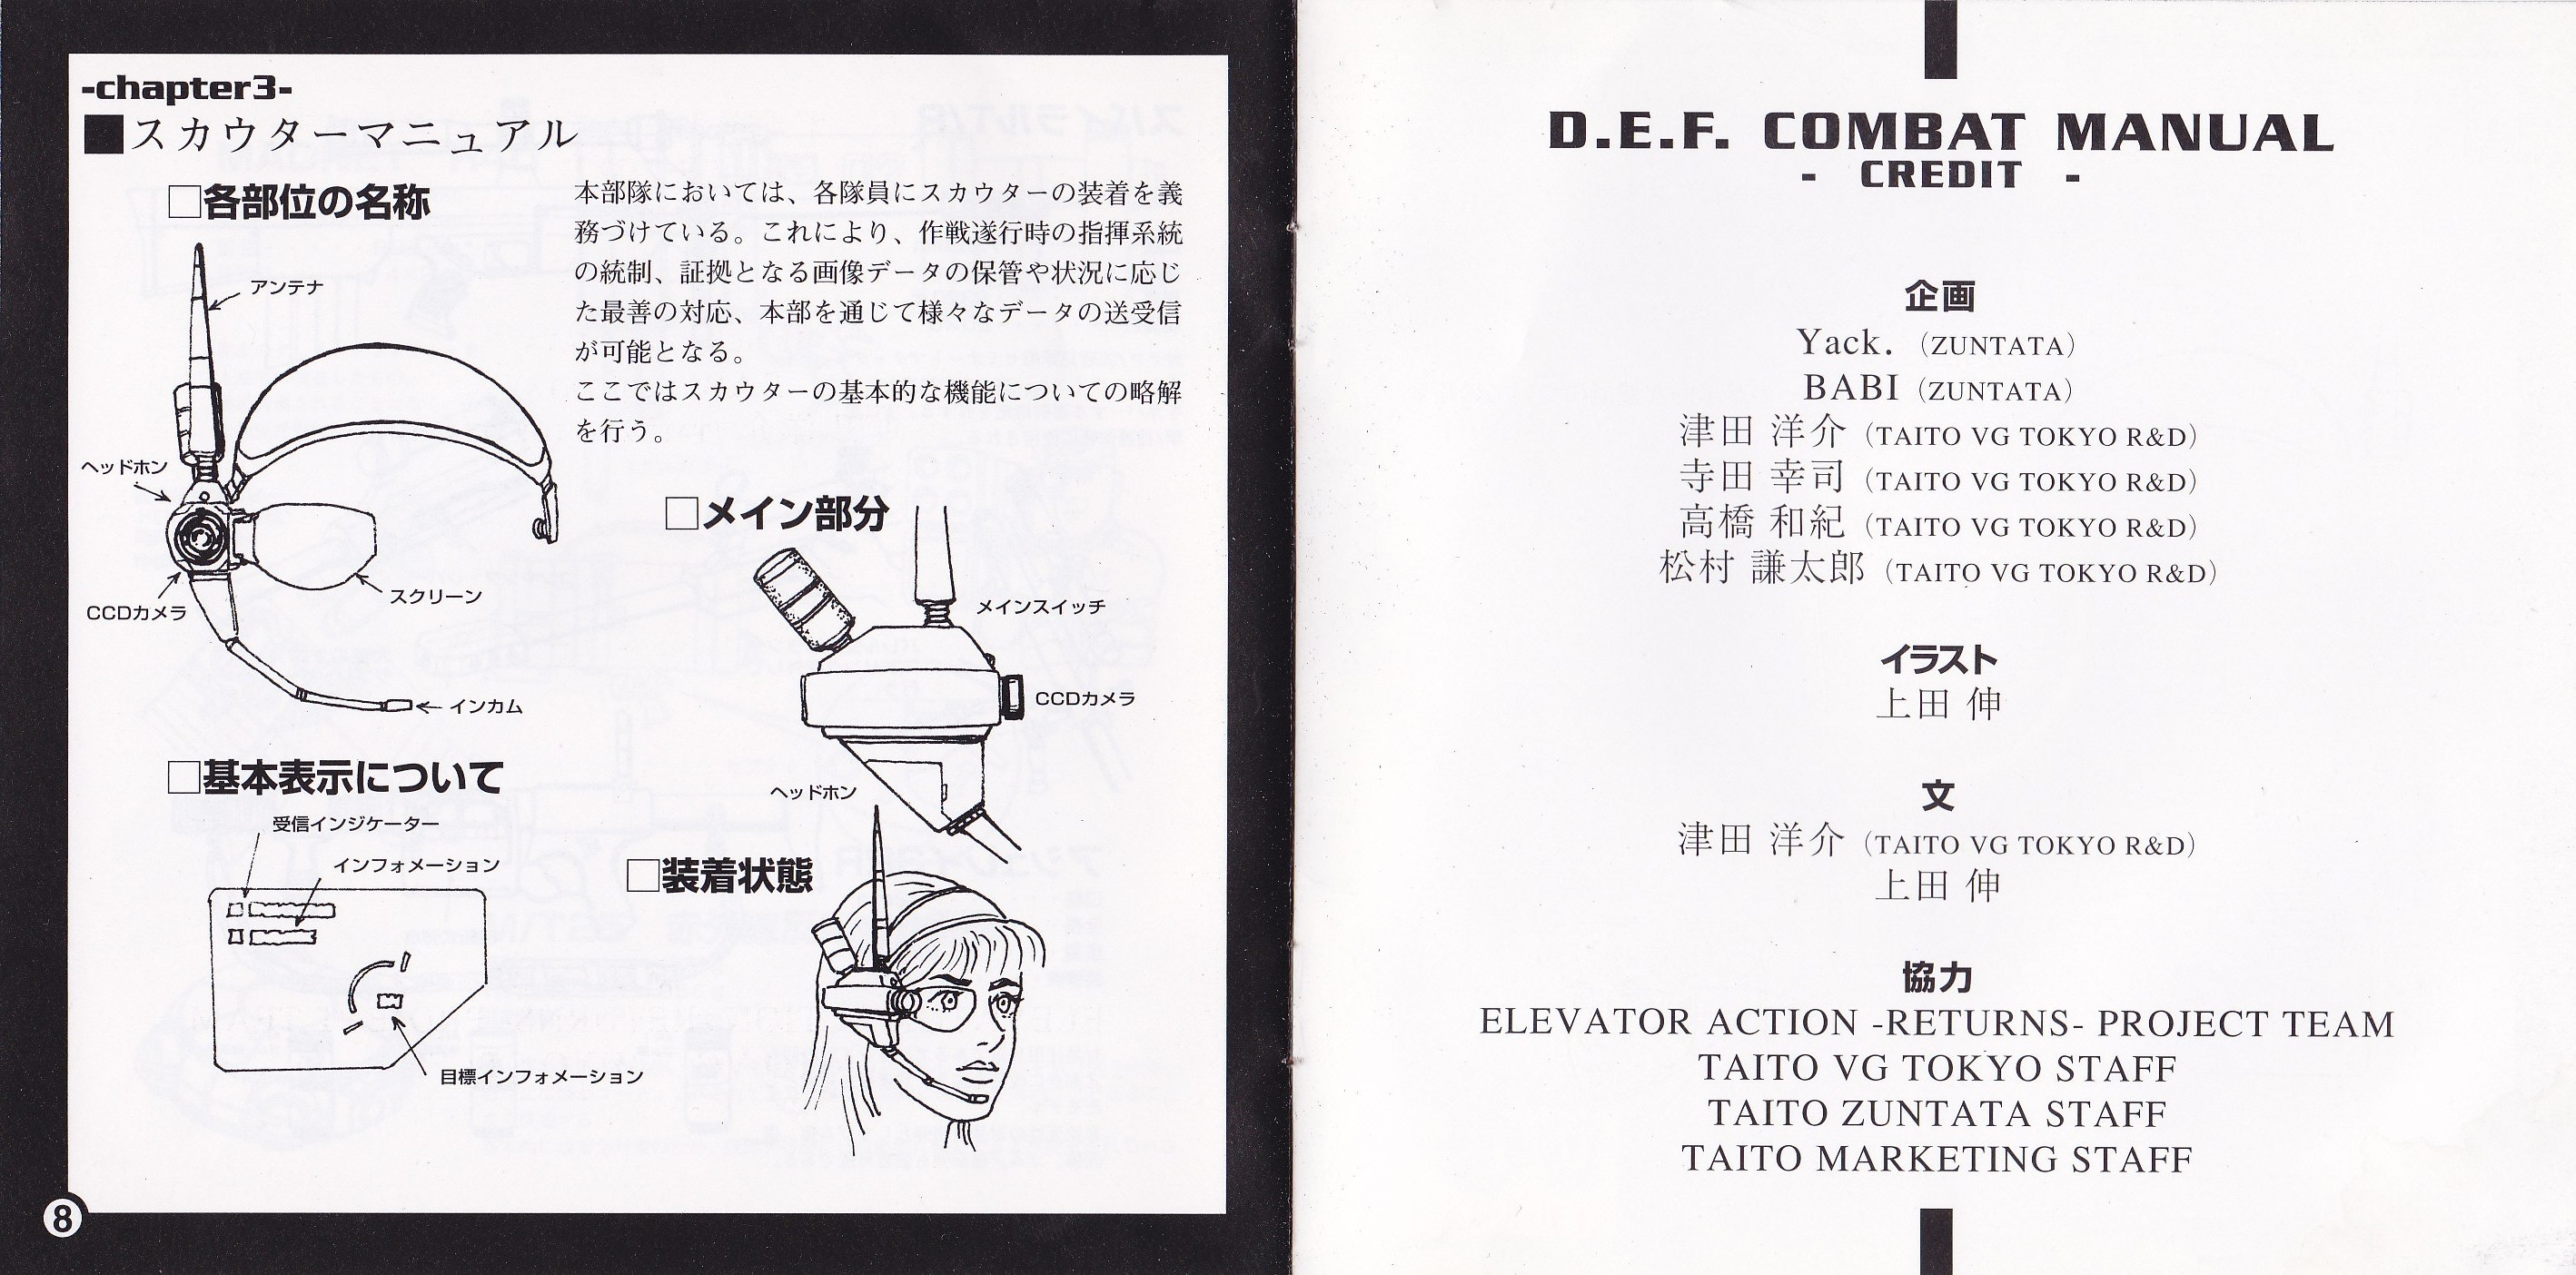 -chapter3-
■スカウターマニュアル
□各部位の名称
本部隊においては、各隊員にスカウターの装着を義
務づけている。これにより、作戦遂行時の指揮系統
の統制、証拠となる画像データの保管や状況に応じ
た最善の対応、本部を通じて様々なデータの送受信
が可能となる。
ここではスカウターの基本的な機能についての略解
を行う。
アンテナ
ヘッドホン
CCDカメラ
スクリーン
インカム
□メイン部分
メインスイッチ
CCDカメラ
ヘッドホン
□基本表示について
受信インジケーター
インフォメーション
目標インフォメーション
□装着状態
8
D.E.F. COMBAT MANUAL
- CREDIT -
企画
Yack.（ZUNTATA）
BABI（ZUNTATA）
津田 洋介（TAITO VG TOKYO R&D）
寺田 幸司（TAITO VG TOKYO R&D）
高橋 和紀（TAITO VG TOKYO R&D）
松村 謙太郎（TAITO VG TOKYO R&D）
イラスト
上田 伸
文
津田 洋介（TAITO VG TOKYO R&D）
上田 伸
協力
ELEVATOR ACTION -RETURNS- PROJECT TEAM
TAITO VG TOKYO STAFF
TAITO ZUNTATA STAFF
TAITO MARKETING STAFF